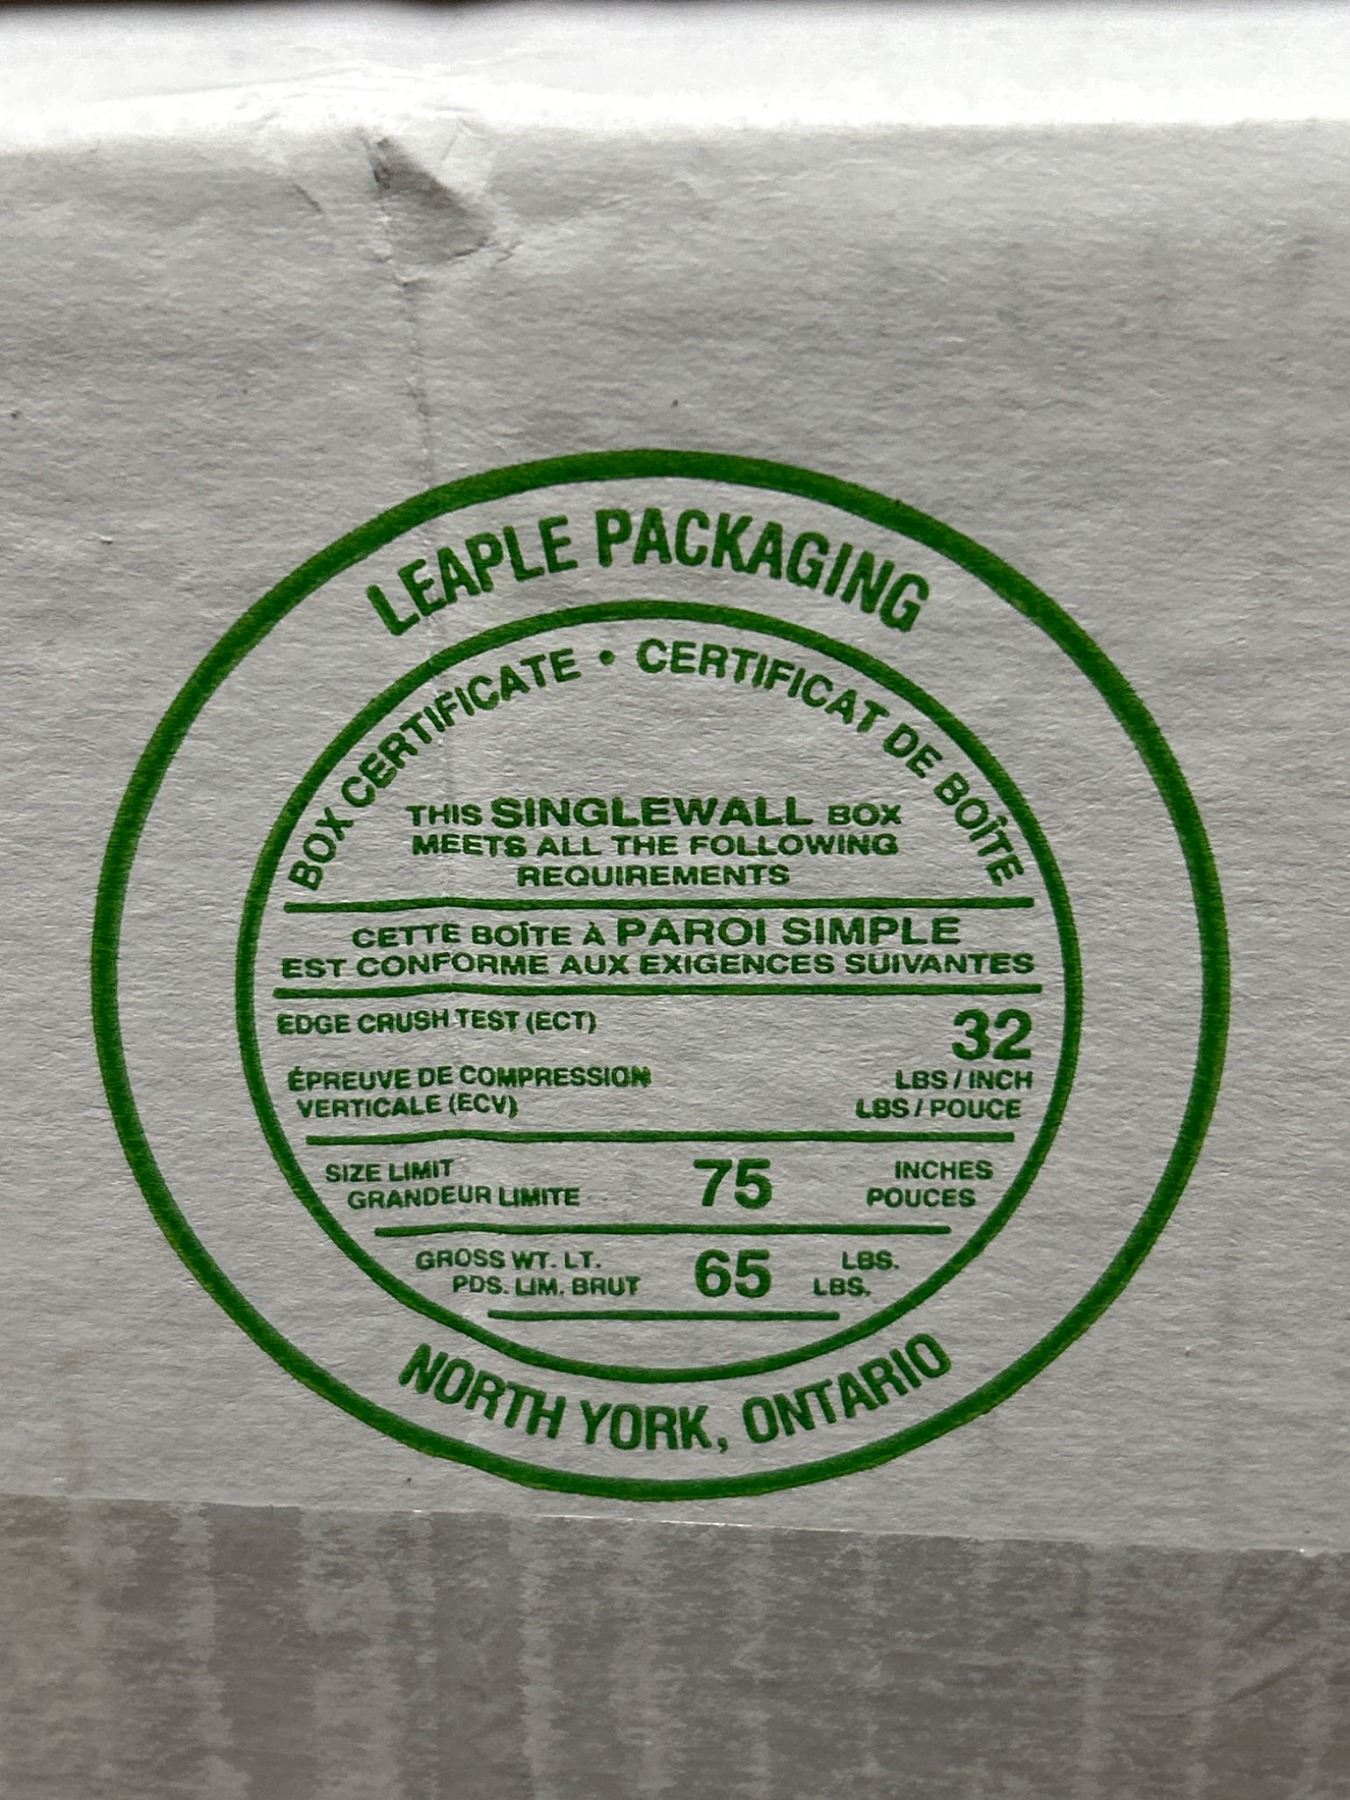 LEAPLE PACKAGING
BOX CERTIFICATE • CERTIFICAT DE BOÎTE
THIS SINGLEWALL BOX
MEETS ALL THE FOLLOWING
REQUIREMENTS
CETTE BOÎTE À PAROI SIMPLE
EST CONFORME AUX EXIGENCES SUIVANTES
EDGE CRUSH TEST (ECT) 32
ÉPREUVE DE COMPRESSION LBS / INCH
VERTICALE (ECV) LBS / POUCE
SIZE LIMIT 75 INCHES
GRANDEUR LIMITE POUCES
GROSS WT. LT. 65 LBS.
PDS. LIM. BRUT LBS.
NORTH YORK, ONTARIO